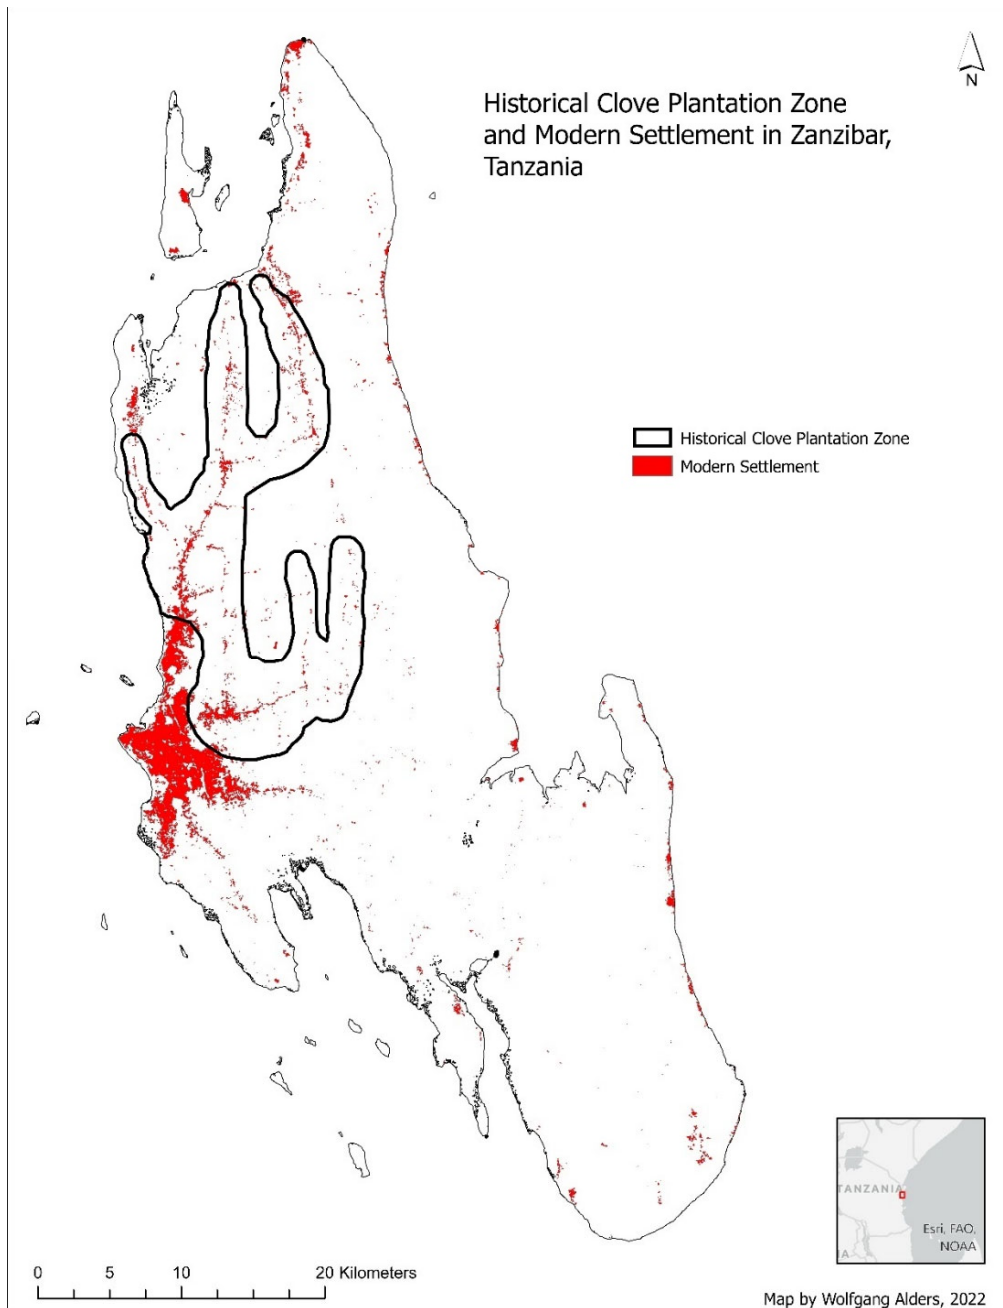 N
Historical Clove Plantation Zone
and Modern Settlement in Zanzibar,
Tanzania
Historical Clove Plantation Zone
Modern Settlement
TANZANIA
Esri, FAO,
NOAA
IA
0 5 10 20 Kilometers
Map by Wolfgang Alders, 2022